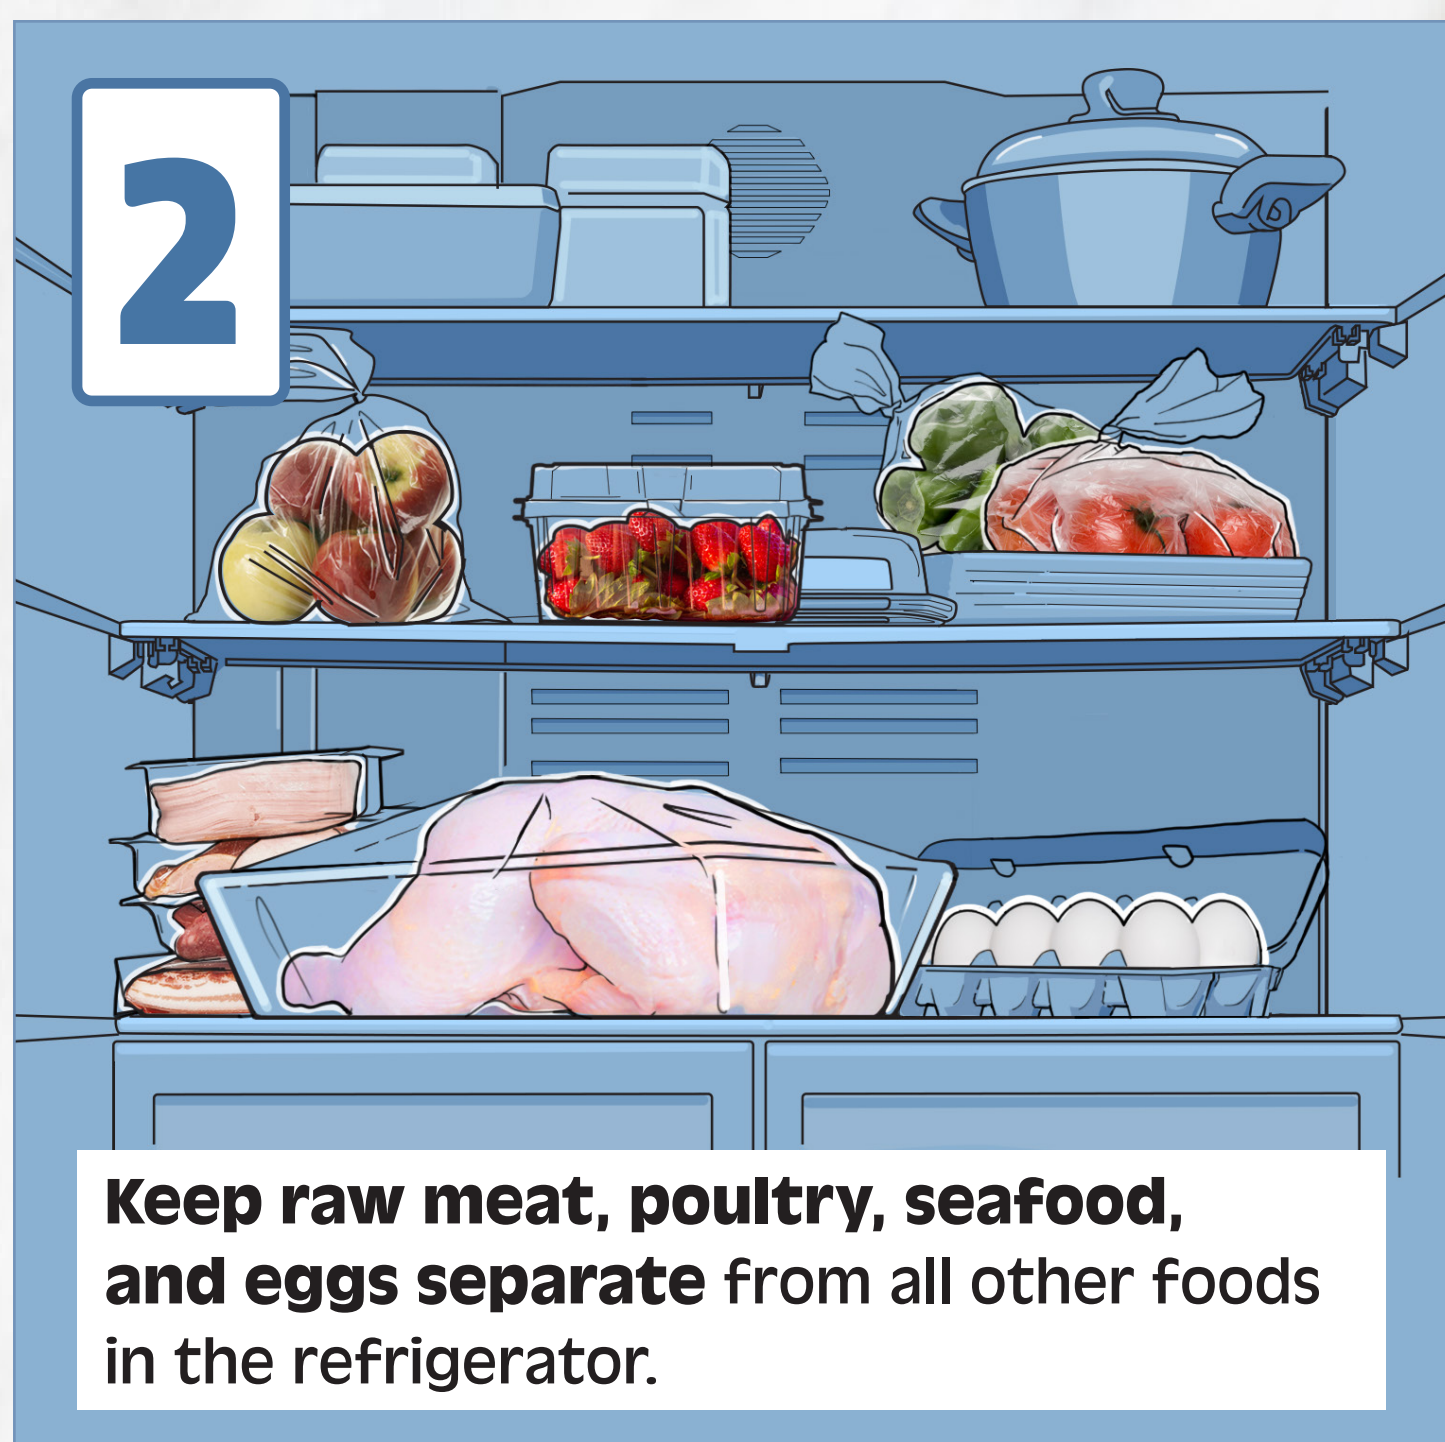 2
Keep raw meat, poultry, seafood,
and eggs separate from all other foods
in the refrigerator.